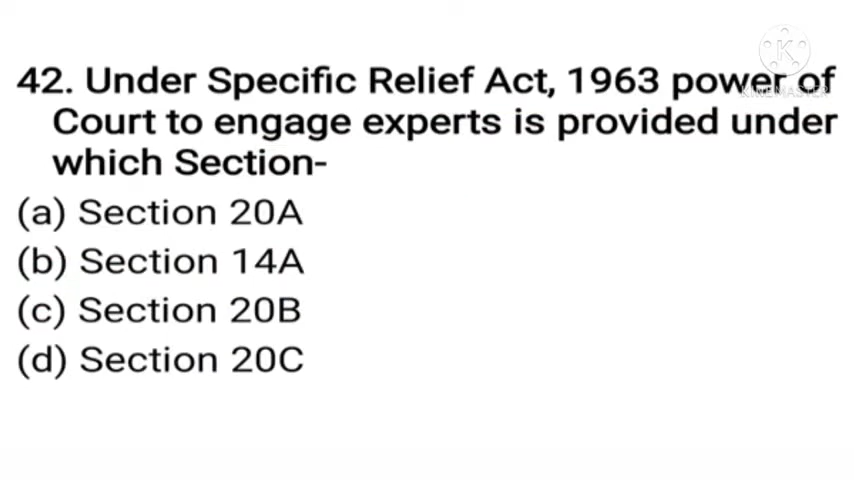 42. Under Specific Relief Act, 1963 power of
Court to engage experts is provided under
which Section-
(a) Section 20A
(b) Section 14A
(c) Section 20B
(d) Section 20C
K
KINEMASTER